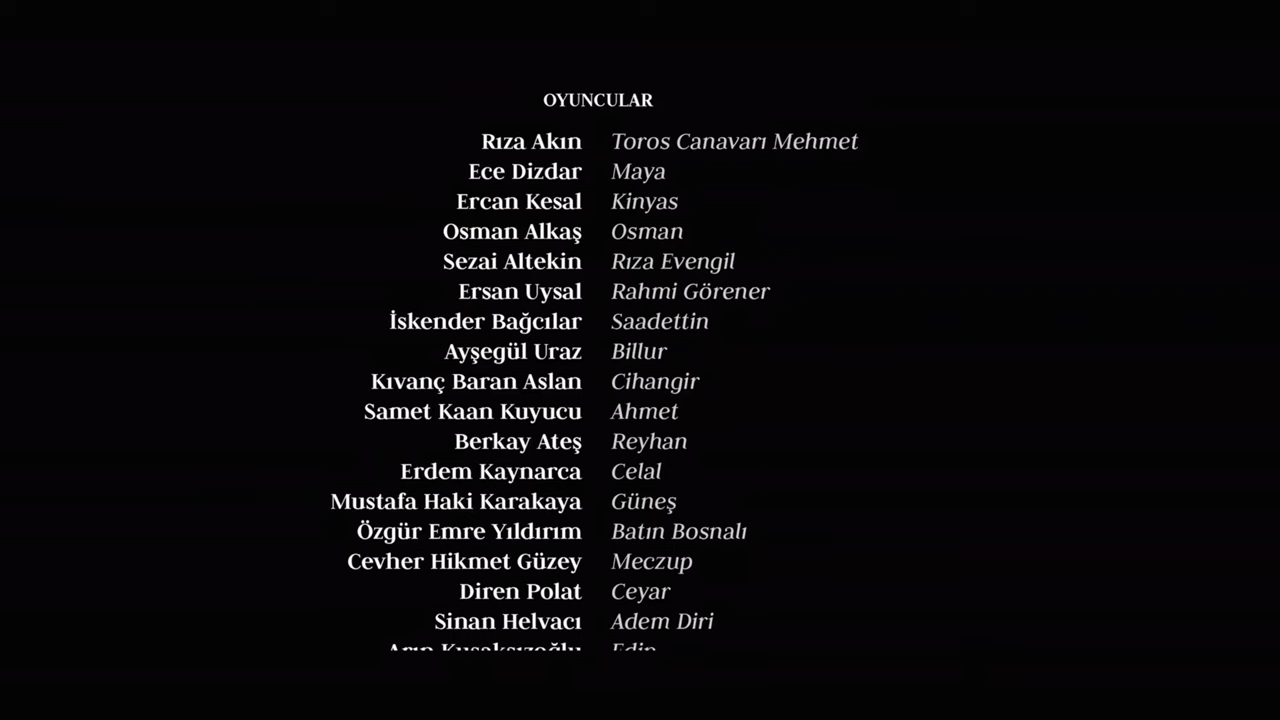 OYUNCULAR
Rıza Akın Toros Canavarı Mehmet
Ece Dizdar Maya
Ercan Kesal Kinyas
Osman Alkaş Osman
Sezai Altekin Rıza Evengil
Ersan Uysal Rahmi Görener
İskender Bağcılar Saadettin
Ayşegül Uraz Billur
Kıvanç Baran Aslan Cihangir
Samet Kaan Kuyucu Ahmet
Berkay Ateş Reyhan
Erdem Kaynarca Celal
Mustafa Haki Karakaya Güneş
Özgür Emre Yıldırım Batın Bosnalı
Cevher Hikmet Güzey Meczup
Diren Polat Ceyar
Sinan Helvacı Adem Diri